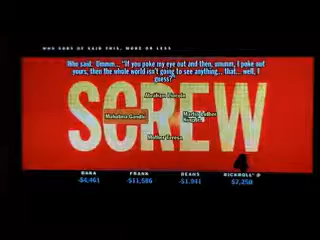 WHO SORT OF SAID THIS, MORE OR LESS
Who said: Ummm... "If you poke my eye out and then, ummm, I poke out
yours, then the whole world isn't going to see anything... that... well, I
guess?"
Abraham Lincoln
SCREW
Mahatma Gandhi
Martin Luther
King, Jr.
Mother Teresa
DANA
FRANK
DEANS
RICKROLL' D
-$4,461
-$11,586
-$1,941
$7,250